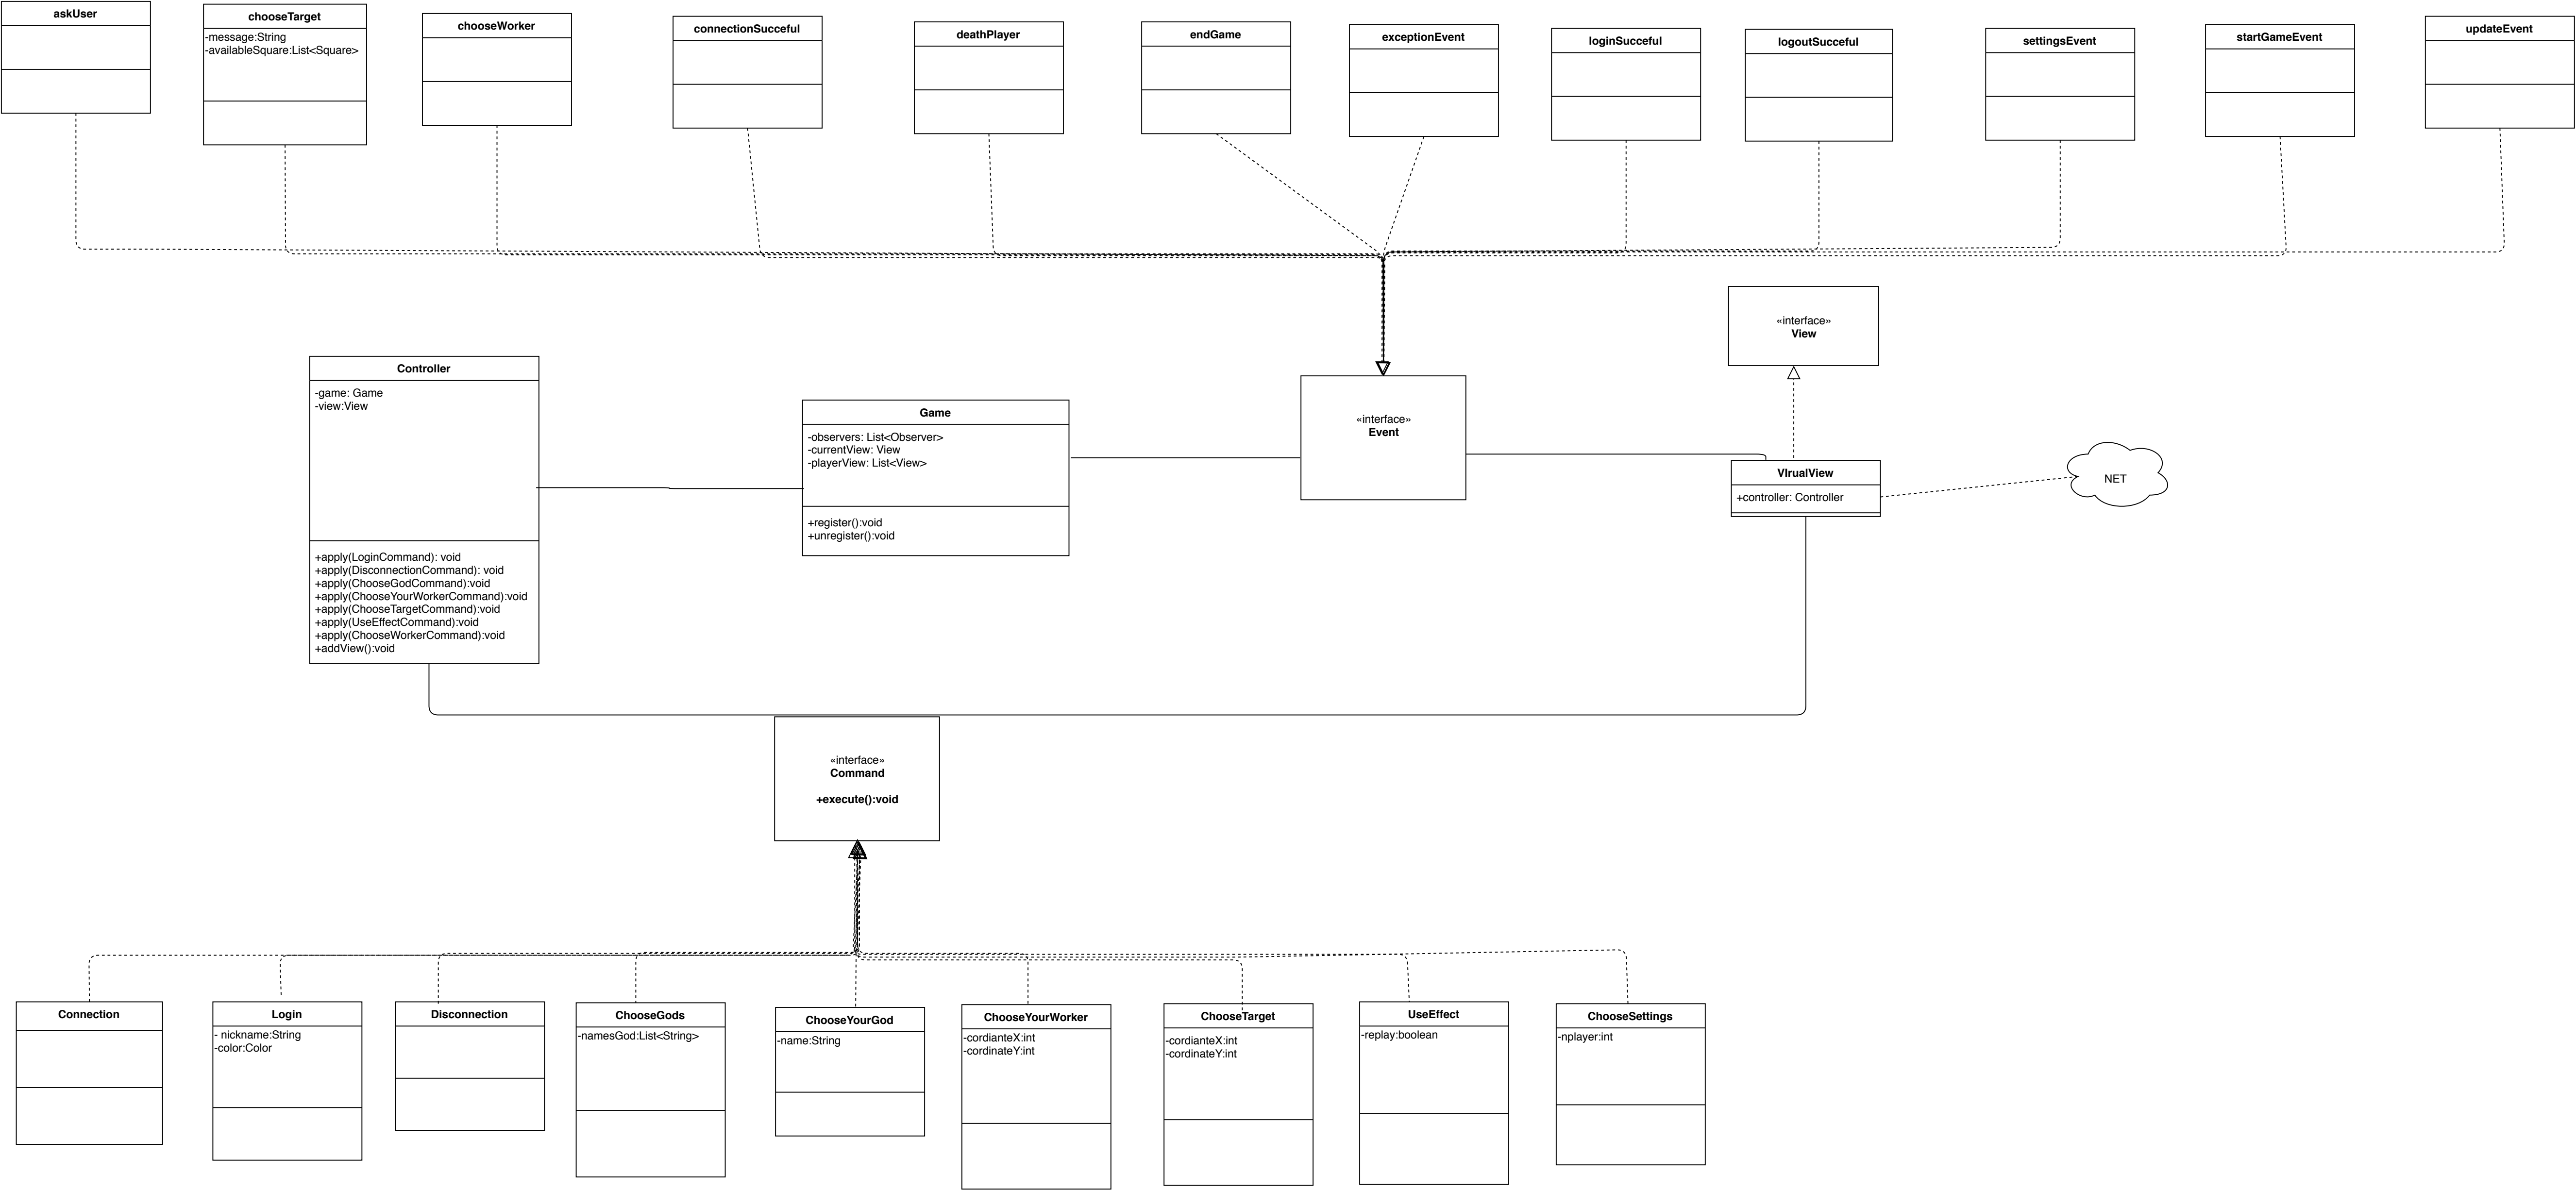 askUser
chooseTarget
-message:String
-availableSquare:List<Square>
chooseWorker
connectionSucceful
deathPlayer
endGame
exceptionEvent
loginSucceful
logoutSucceful
settingsEvent
startGameEvent
updateEvent
«interface»
View
Controller
-game: Game
-view:View
+apply(LoginCommand): void
+apply(DisconnectionCommand): void
+apply(ChooseGodCommand):void
+apply(ChooseYourWorkerCommand):void
+apply(ChooseTargetCommand):void
+apply(UseEffectCommand):void
+apply(ChooseWorkerCommand):void
+addView():void
Game
-observers: List<Observer>
-currentView: View
-playerView: List<View>
+register():void
+unregister():void
«interface»
Event
VIrualView
+controller: Controller
NET
«interface»
Command
+execute():void
Connection
Login
- nickname:String
-color:Color
Disconnection
ChooseGods
-namesGod:List<String>
ChooseYourGod
-name:String
ChooseYourWorker
-cordianteX:int
-cordinateY:int
ChooseTarget
-cordianteX:int
-cordinateY:int
UseEffect
-replay:boolean
ChooseSettings
-nplayer:int